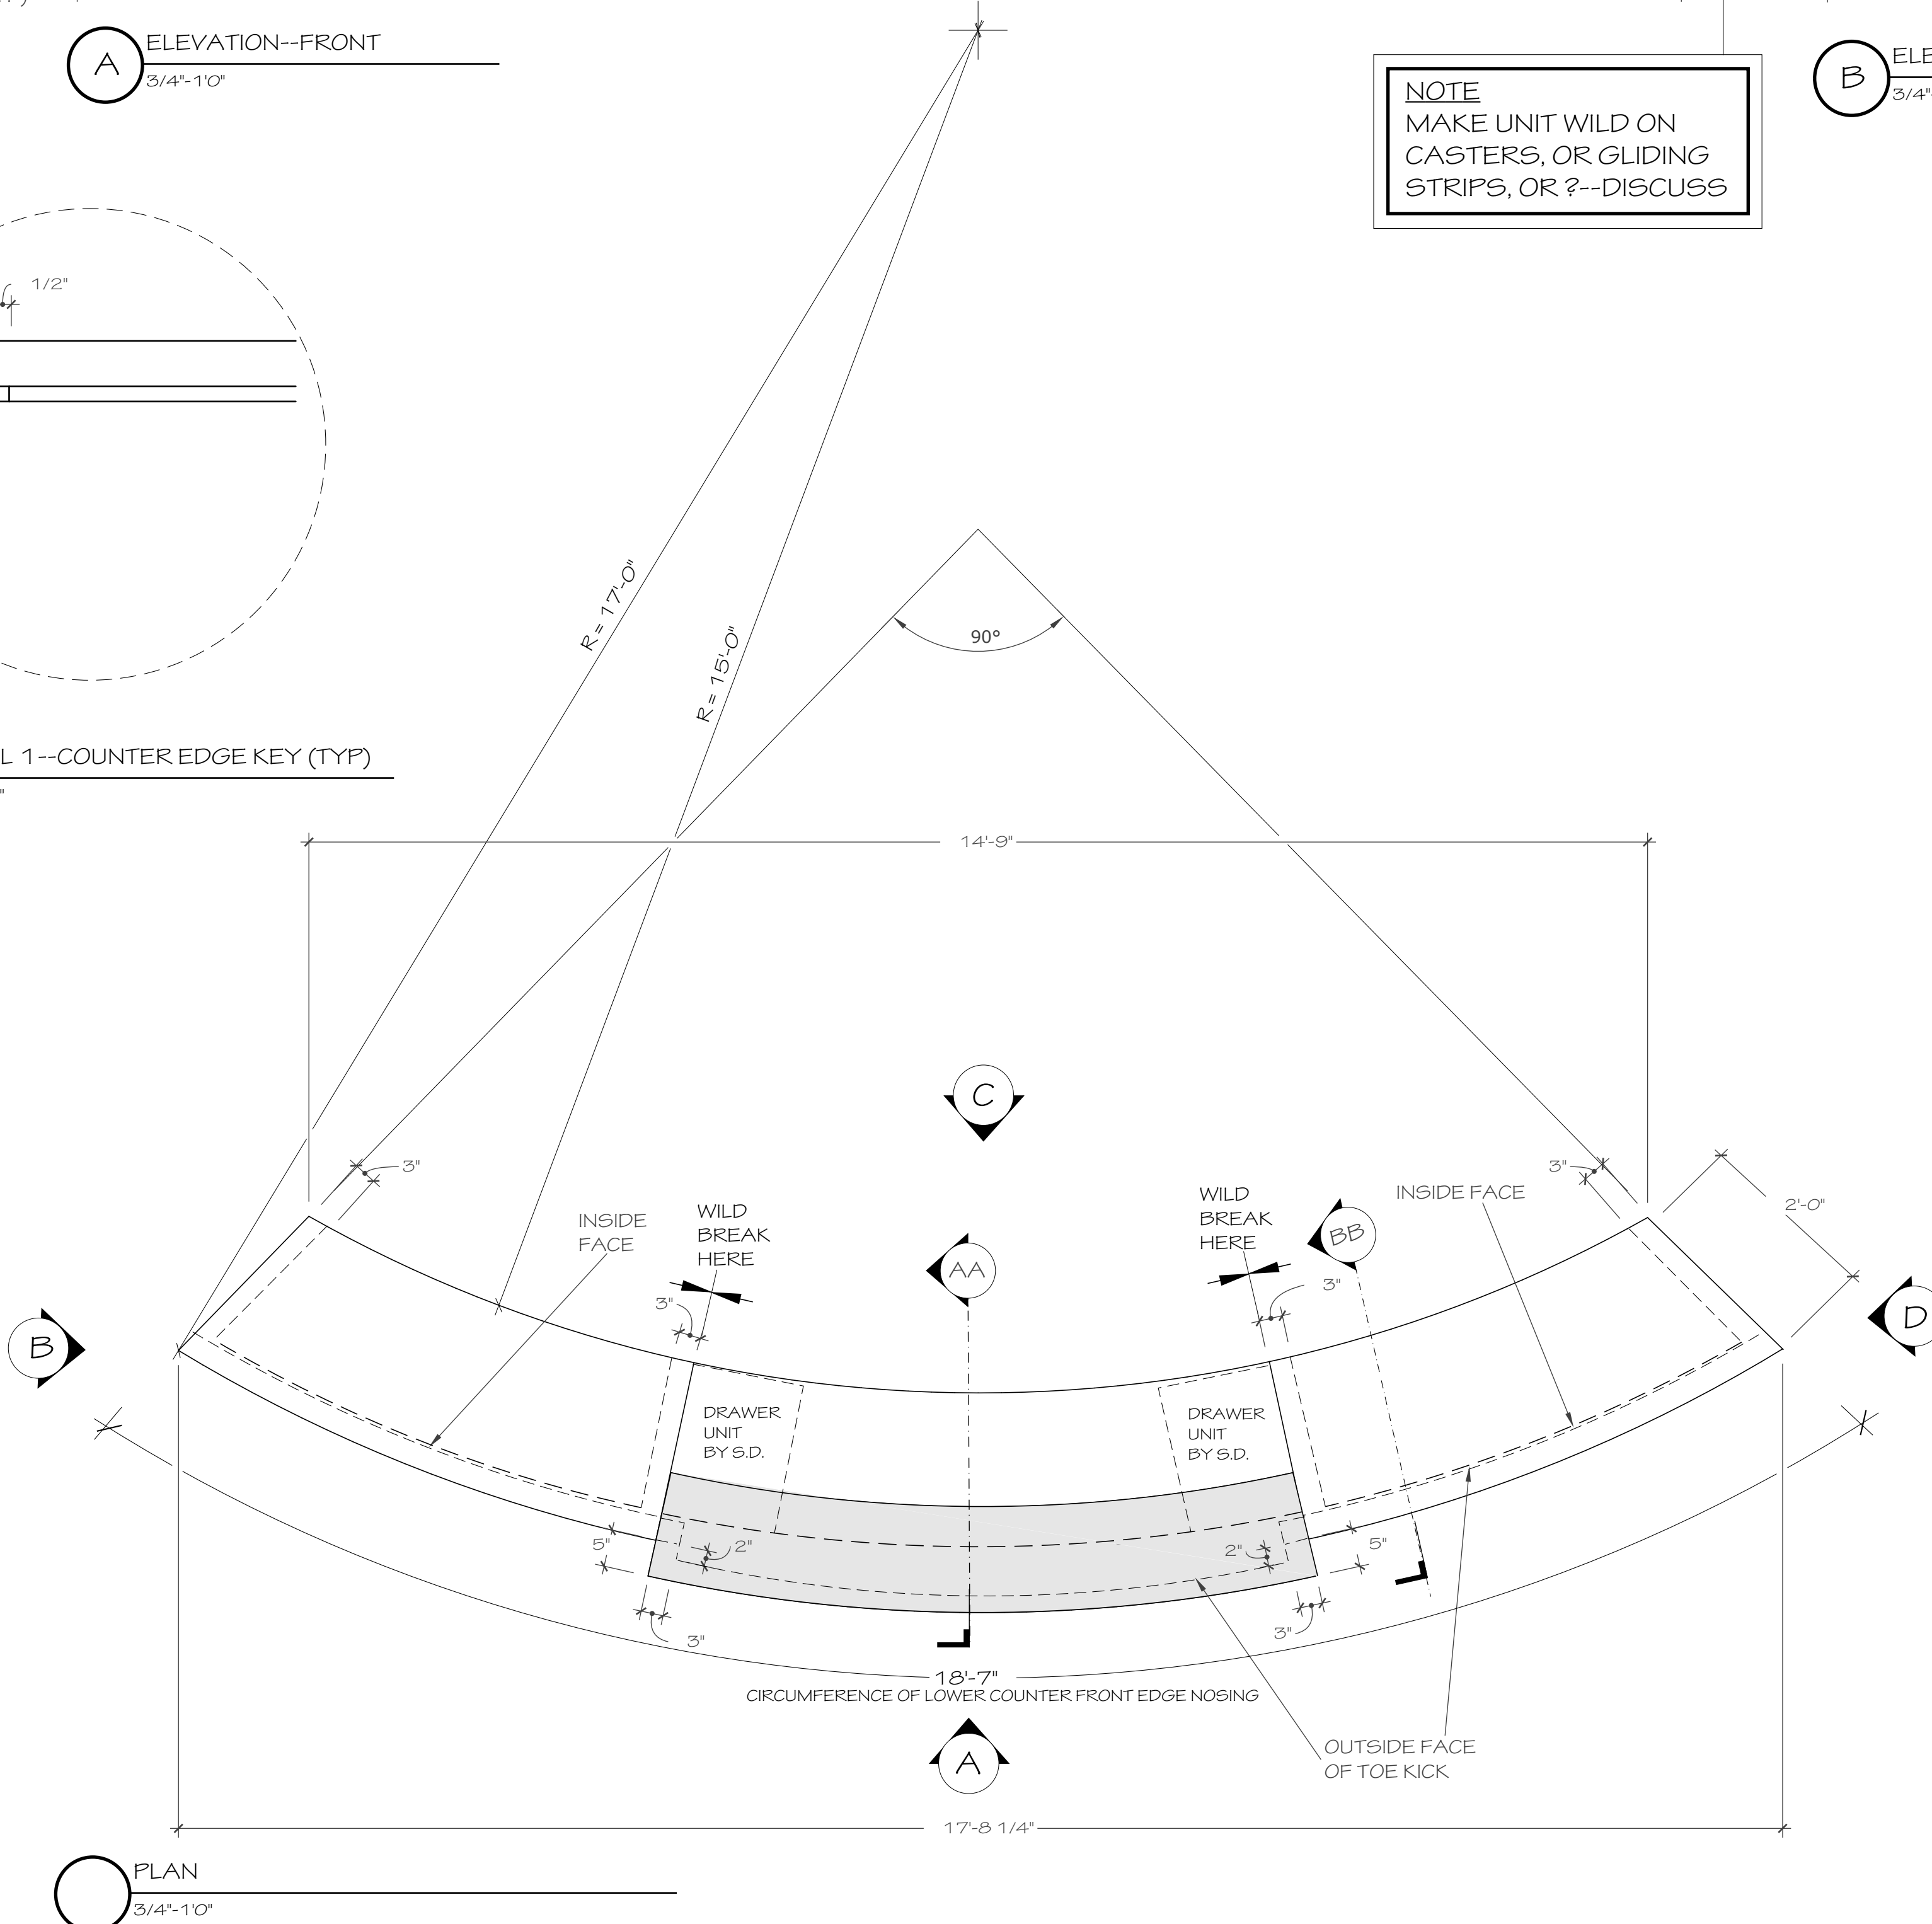 A
ELEVATION--FRONT
3/4"-1'0"
NOTE
MAKE UNIT WILD ON
CASTERS, OR GLIDING
STRIPS, OR ?--DISCUSS
B
ELE
3/4"
1/2"
R = 17'-0"
R = 15'-0"
90°
L 1--COUNTER EDGE KEY (TYP)
"
14'-9"
C
3"
3"
INSIDE
FACE
WILD
BREAK
HERE
WILD
BREAK
HERE
BB
INSIDE FACE
2'-0"
AA
3"
3"
B
D
DRAWER
UNIT
BY S.D.
DRAWER
UNIT
BY S.D.
5"
2"
2"
5"
3"
3"
18'-7"
CIRCUMFERENCE OF LOWER COUNTER FRONT EDGE NOSING
A
OUTSIDE FACE
OF TOE KICK
17'-8 1/4"
PLAN
3/4"-1'0"